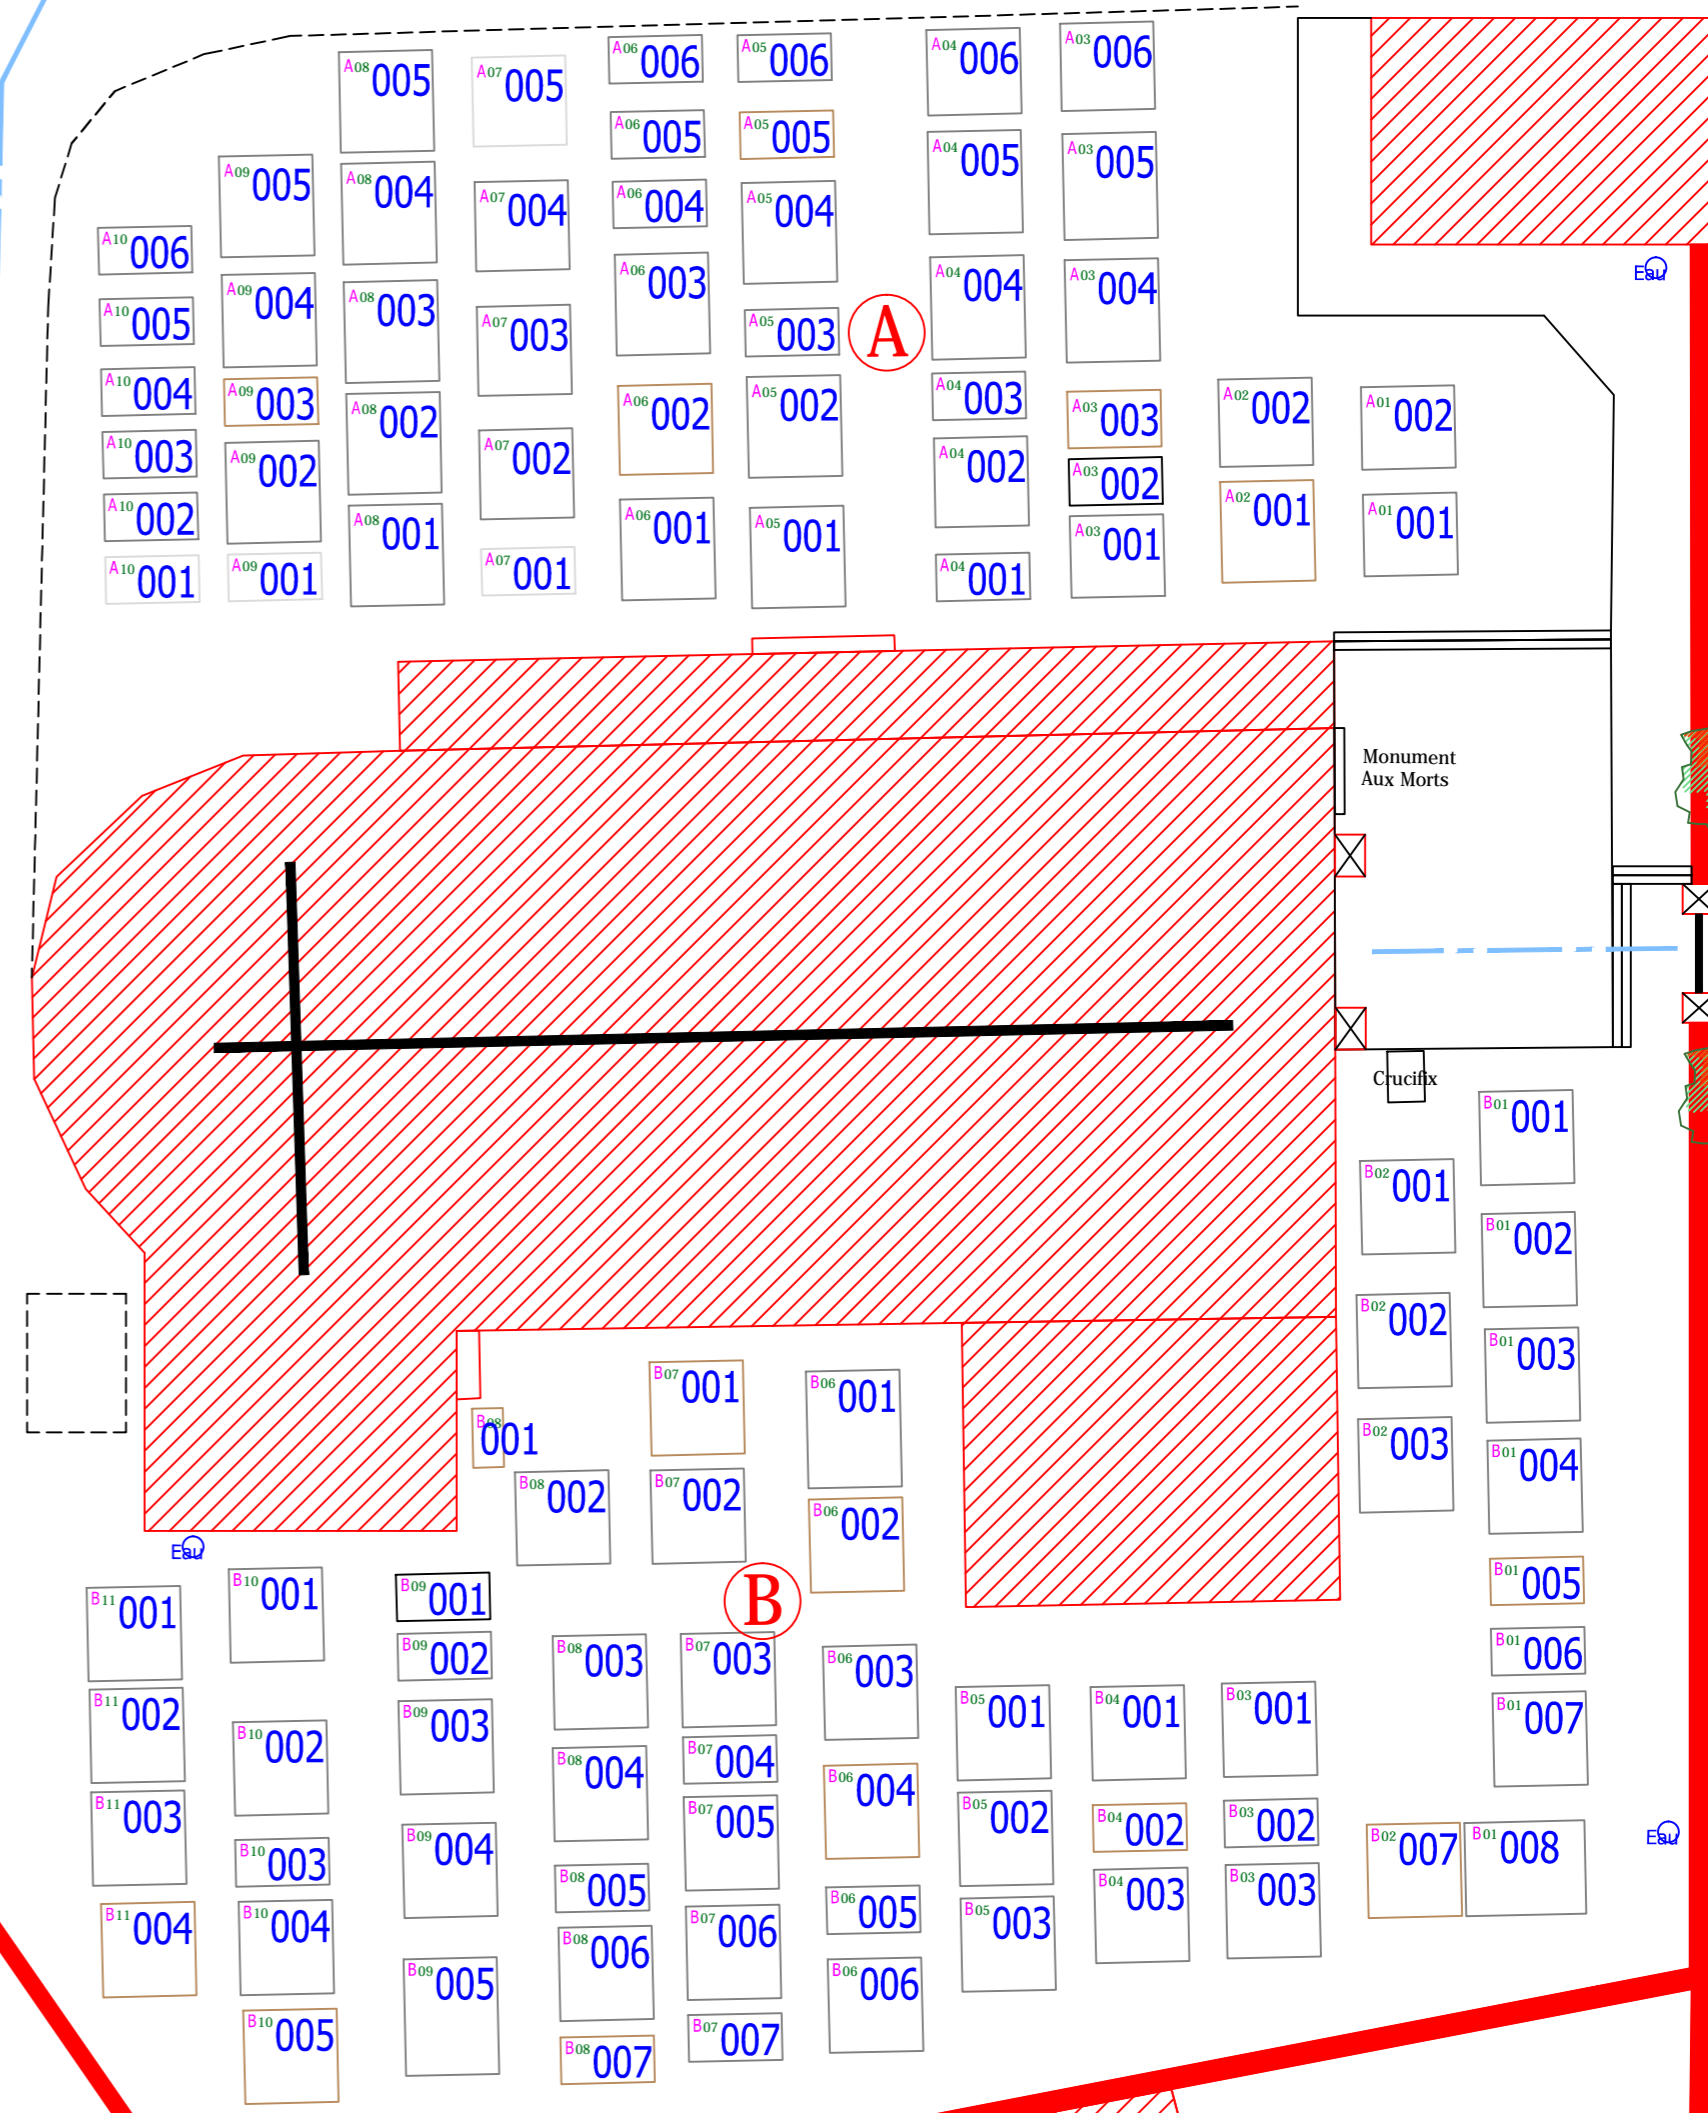 A06 006
A05 006
A04 006
A03 006
A08 005
A07 005
A06 005
A05 005
A04 005
A03 005
A09 005
A08 004
A07 004
A06 004
A05 004
A10 006
A09 004
A08 003
A06 003
A04 004
A03 004
Eau
A10 005
A07 003
A05 003
A
A10 004
A09 003
A08 002
A06 002
A05 002
A04 003
A03 003
A02 002
A01 002
A10 003
A09 002
A07 002
A04 002
A03 002
A10 002
A08 001
A06 001
A05 001
A03 001
A02 001
A01 001
A10 001
A09 001
A07 001
A04 001
Monument
Aux Morts
Crucifix
B01 001
B02 001
B01 002
B02 002
B01 003
B07 001
B06 001
B08 001
B02 003
B01 004
B08 002
B07 002
B06 002
Eau
B11 001
B10 001
B09 001
B
B01 005
B09 002
B08 003
B07 003
B06 003
B01 006
B11 002
B10 002
B09 003
B05 001
B04 001
B03 001
B01 007
B08 004
B07 004
B06 004
B11 003
B10 003
B09 004
B07 005
B05 002
B04 002
B03 002
B02 007
B01 008
Eau
B08 005
B06 005
B04 003
B03 003
B11 004
B10 004
B08 006
B07 006
B05 003
B10 005
B09 005
B06 006
B08 007
B07 007